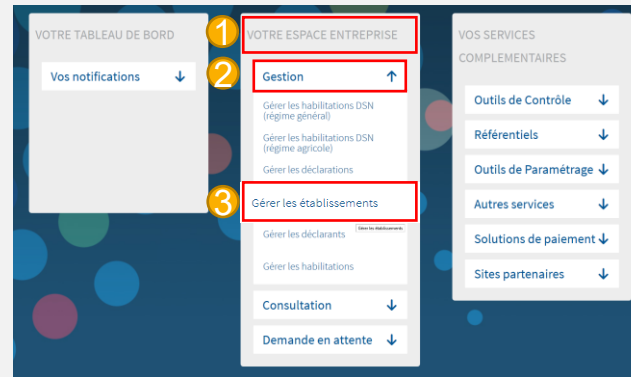 VOTRE TABLEAU DE BORD
Vos notifications
1
VOTRE ESPACE ENTREPRISE
2
Gestion
Gérer les habilitations DSN
(régime général)
Gérer les habilitations DSN
(régime agricole)
Gérer les déclarations
3
Gérer les établissements
Gérer les établissements
Gérer les déclarants
Gérer les habilitations
Consultation
Demande en attente
VOS SERVICES
COMPLEMENTAIRES
Outils de Contrôle
Référentiels
Outils de Paramétrage
Autres services
Solutions de paiement
Sites partenaires